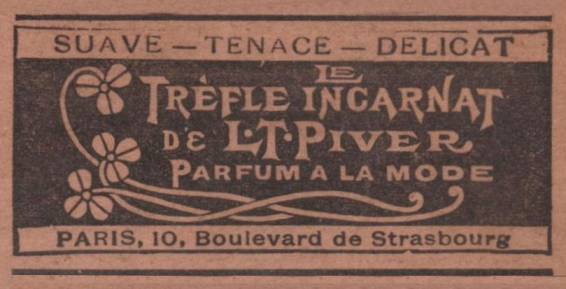 SUAVE — TENACE — DELICAT
LE
TRÈFLE INCARNAT
DE L.T. PIVER
PARFUM A LA MODE
PARIS, 10, Boulevard de Strasbourg